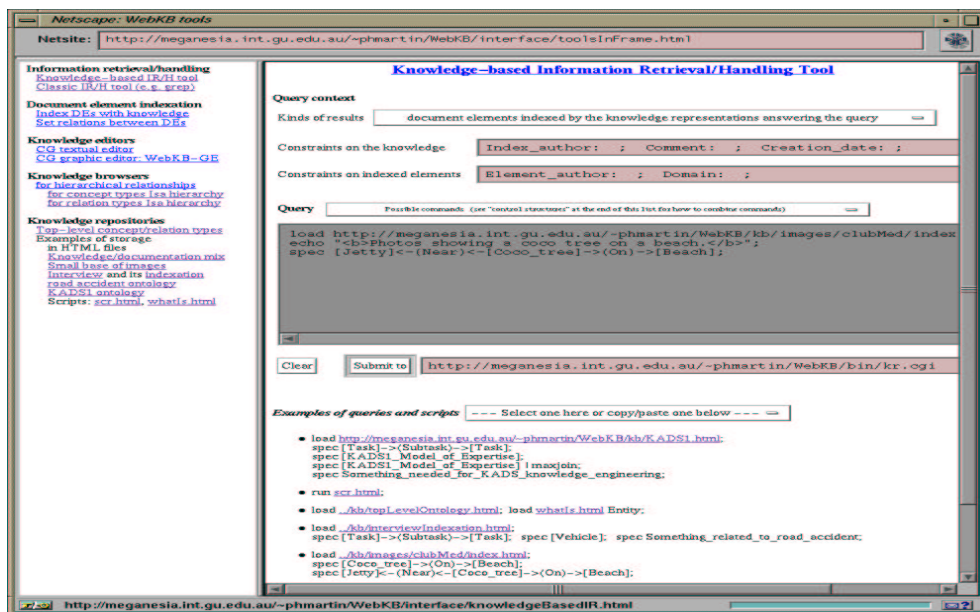 Netscape: WebKB tools
Netsite: http://meganesia.int.gu.edu.au/~phmartin/WebKB/interface/toolsInFrame.html
Information retrieval/handling
Knowledge-based IR/H tool
Classic IR/H tool (e.g. grep)
Document element indexation
Index DEs with knowledge
Set relations between DEs
Knowledge editors
CG textual editor
CG graphic editor: WebKB-GE
Knowledge browsers
for hierarchical relationships
for concept types Isa hierarchy
for relation types Isa hierarchy
Knowledge repositories
Top-level concept/relation types
Examples of storage
in HTML files
Knowledge/documentation mix
Small base of images
Interview and its indexation
road accident ontology
KADS1 ontology
Scripts: scr.html, whatIs.html
Knowledge-based Information Retrieval/Handling Tool
Query context
Kinds of results document elements indexed by the knowledge representations answering the query
Constraints on the knowledge Index_author: ; Comment: ; Creation_date: ;
Constraints on indexed elements Element_author: ; Domain: ;
Query Possible commands (see "control structures" at the end of this list for how to combine commands)
load http://meganesia.int.gu.edu.au/~phmartin/WebKB/kb/images/clubMed/index
echo "<b>Photos showing a coco tree on a beach.</b>";
spec [Jetty]<-(Near)<-[Coco_tree]->(On)->[Beach];
Clear Submit to http://meganesia.int.gu.edu.au/~phmartin/WebKB/bin/kr.cgi
Examples of queries and scripts --- Select one here or copy/paste one below ---
• load http://meganesia.int.gu.edu.au/~phmartin/WebKB/kb/KADS1.html;
spec [Task]->(Subtask)->[Task];
spec [KADS1_Model_of_Expertise];
spec [KADS1_Model_of_Expertise] | maxjoin;
spec Something_needed_for_KADS_knowledge_engineering;
• run scr.html;
• load ../kb/topLevelOntology.html; load whatIs.html Entity;
• load ../kb/interviewIndexation.html;
spec [Task]->(Subtask)->[Task]; spec [Vehicle]; spec Something_related_to_road_accident;
• load ../kb/images/clubMed/index.html;
spec [Coco_tree]->(On)->[Beach];
spec [Jetty]<-(Near)<-[Coco_tree]->(On)->[Beach];
http://meganesia.int.gu.edu.au/~phmartin/WebKB/interface/knowledgeBasedIR.html